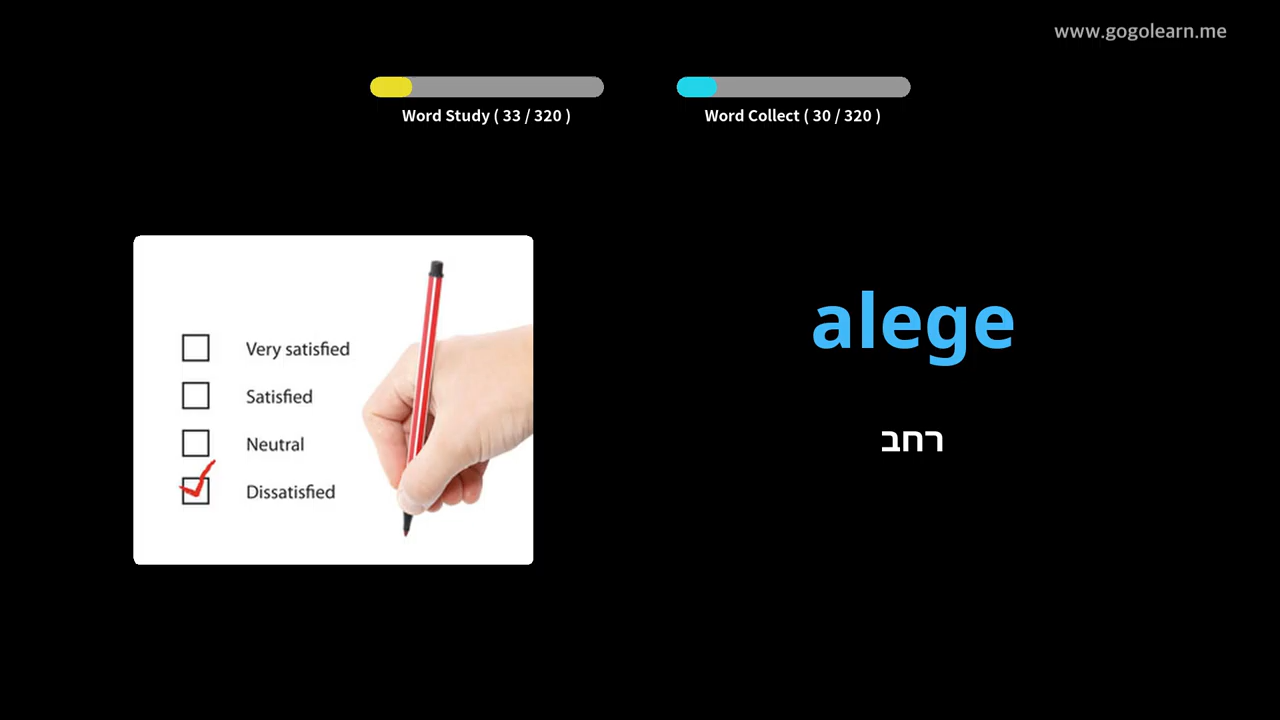 www.gogolearn.me
Word Study ( 33 / 320 )
Word Collect ( 30 / 320 )
Very satisfied
Satisfied
Neutral
Dissatisfied
alege
רחב